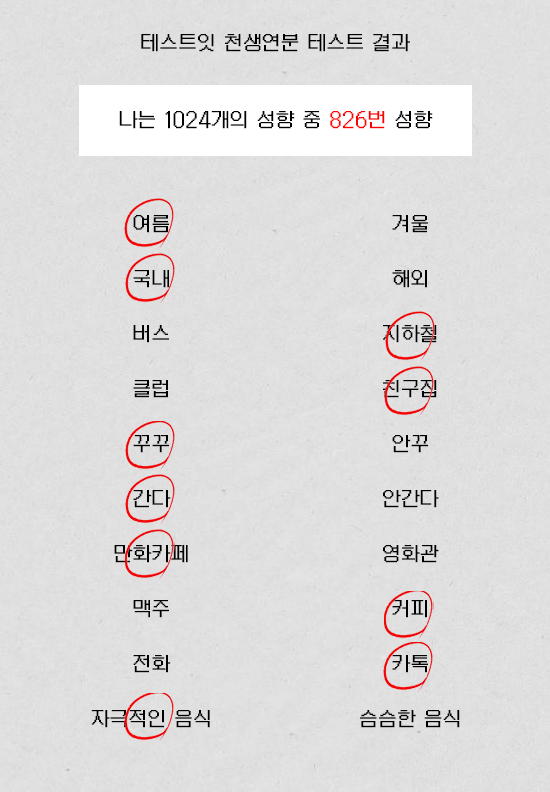 테스트잇 천생연분 테스트 결과
나는 1024개의 성향 중 826번 성향
여름 겨울
국내 해외
버스 지하철
클럽 친구집
꾸꾸 안꾸
간다 안간다
만화카페 영화관
맥주 커피
전화 카톡
자극적인 음식 슴슴한 음식